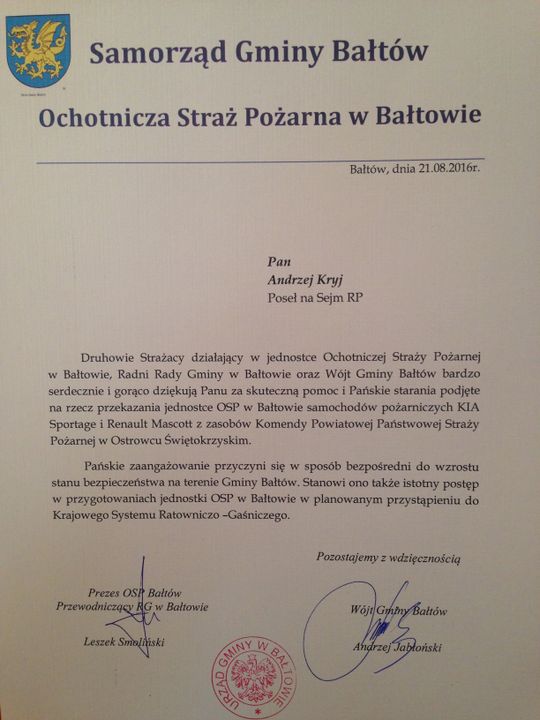 Samorząd Gminy Bałtów
Ochotnicza Straż Pożarna w Bałtowie
Bałtów, dnia 21.08.2016r.
Pan
Andrzej Kryj
Poseł na Sejm RP
Druhowie Strażacy działający w jednostce Ochotniczej Straży Pożarnej
w Bałtowie, Radni Rady Gminy w Bałtowie oraz Wójt Gminy Bałtów bardzo
serdecznie i gorąco dziękują Panu za skuteczną pomoc i Pańskie starania podjęte
na rzecz przekazania jednostce OSP w Bałtowie samochodów pożarniczych KIA
Sportage i Renault Mascott z zasobów Komendy Powiatowej Państwowej Straży
Pożarnej w Ostrowcu Świętokrzyskim.
Pańskie zaangażowanie przyczyni się w sposób bezpośredni do wzrostu
stanu bezpieczeństwa na terenie Gminy Bałtów. Stanowi ono także istotny postęp
w przygotowaniach jednostki OSP w Bałtowie w planowanym przystąpieniu do
Krajowego Systemu Ratowniczo –Gaśniczego.
Pozostajemy z wdzięcznością
Prezes OSP Bałtów
Przewodniczący RG w Bałtowie
Leszek Smoliński
Wójt Gminy Bałtów
Andrzej Jabłoński
URZĄD GMINY W BAŁTOWIE